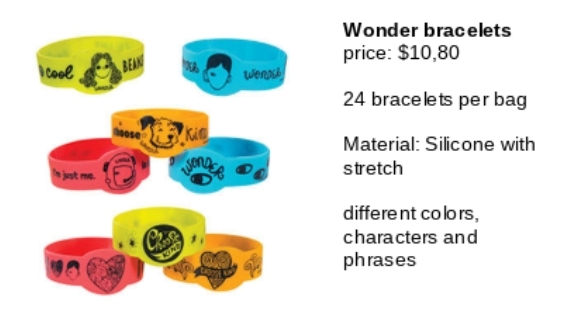 cool
BEANS
wonder
choose
kind
I'm just me.
WONDER
Choose
KIND
CHOOSE KIND
Wonder bracelets
price: $10,80
24 bracelets per bag
Material: Silicone with
stretch
different colors,
characters and
phrases